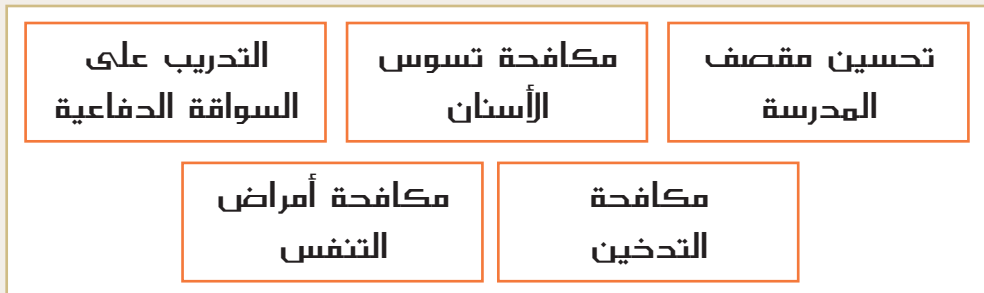 تحسين مقصف
المدرسة
مكافحة تسوس
الأسنان
التدريب على
السواقة الدفاعية
مكافحة
التدخين
مكافحة أمراض
التنفس